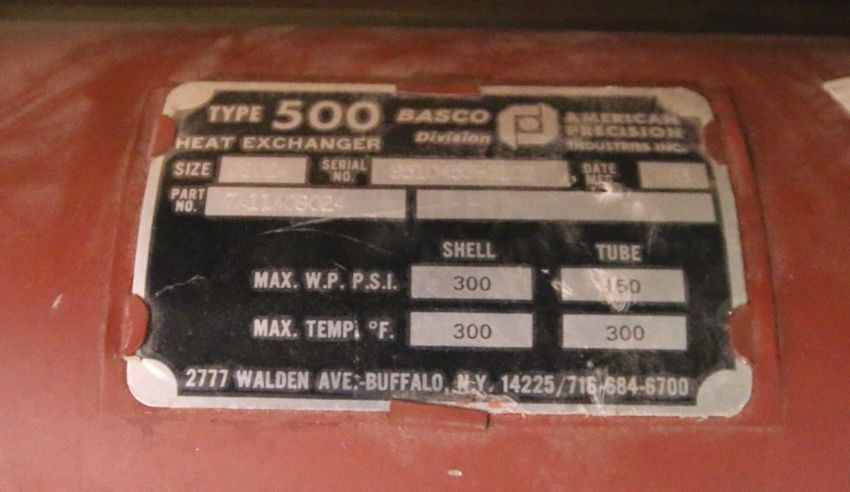 TYPE 500 BASCO AMERICAN
Division PRECISION
HEAT EXCHANGER INDUSTRIES INC.
SIZE SERIAL NO. DATE
PART NO.
SHELL TUBE
MAX. W.P. P.S.I. 300 150
MAX. TEMP. °F. 300 300
2777 WALDEN AVE.-BUFFALO, N.Y. 14225/716-684-6700